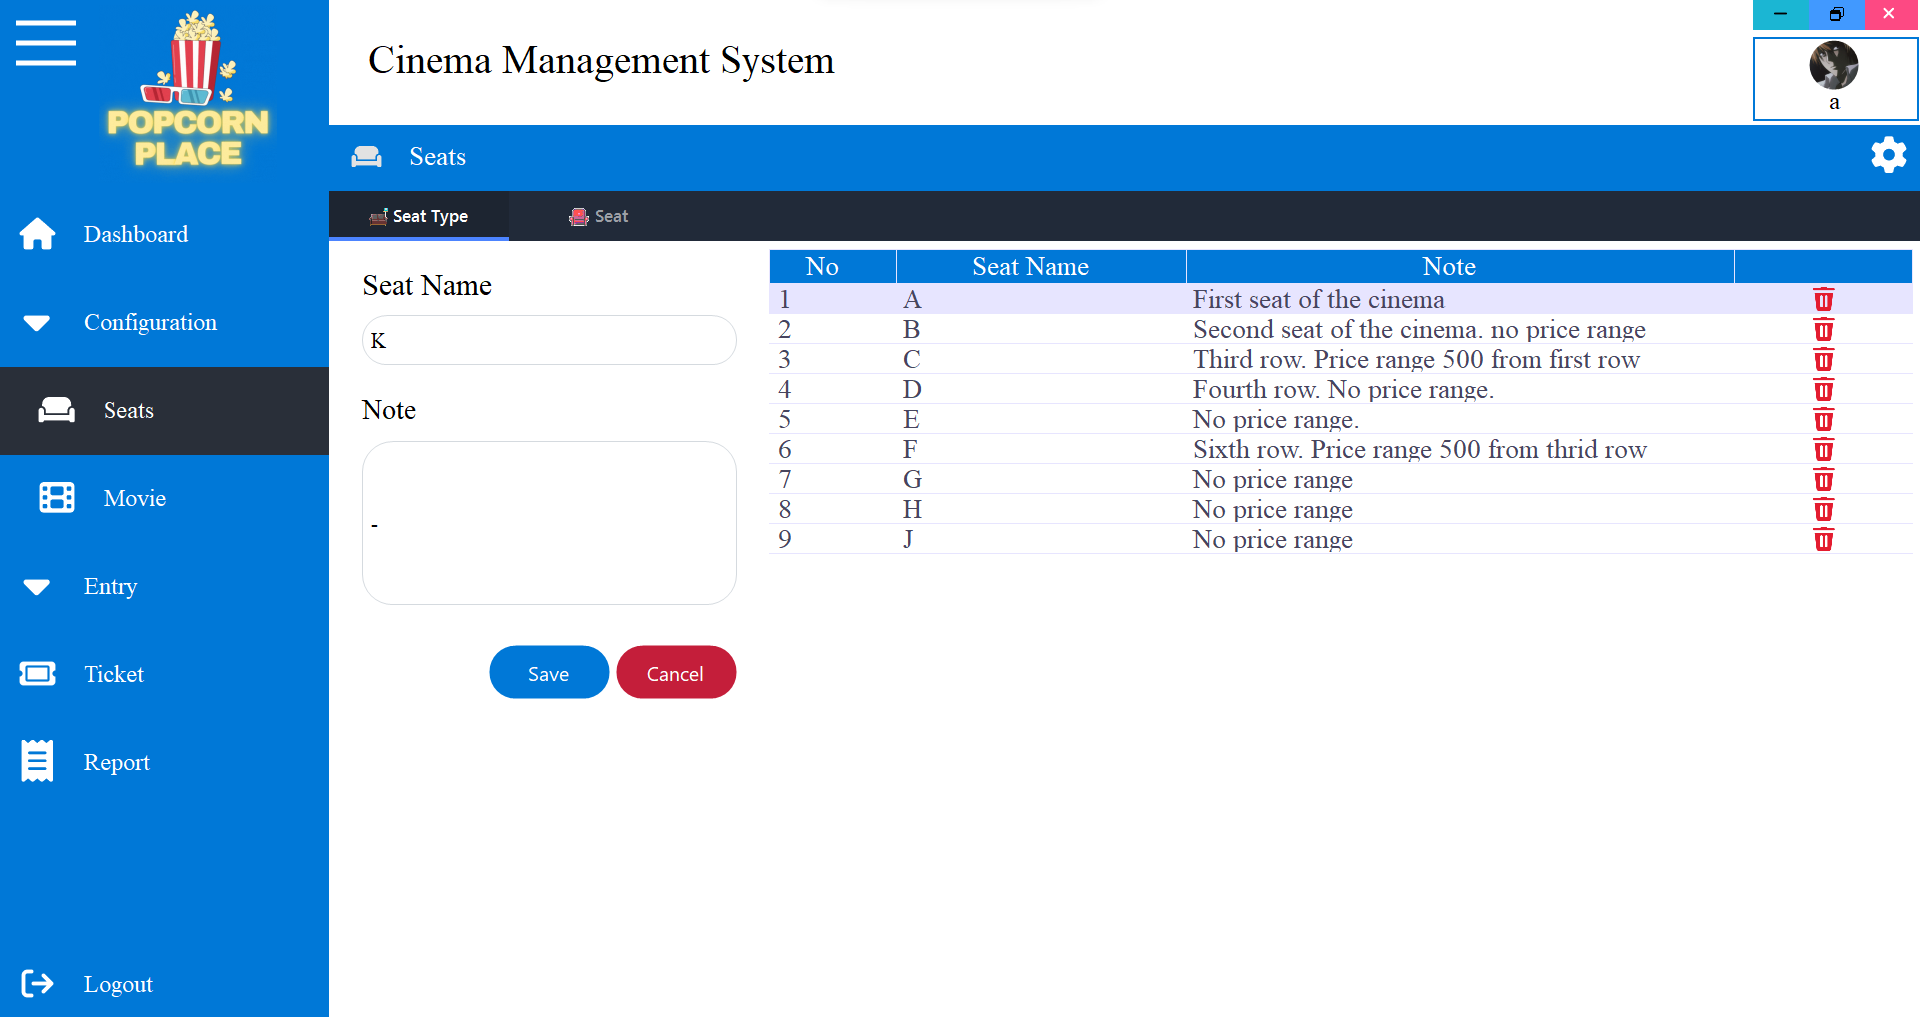 POPCORN
PLACE
Cinema Management System
a
Seats
Dashboard
Configuration
Seats
Movie
Entry
Ticket
Report
Logout
Seat Type
Seat
Seat Name
K
Note
-
Save
Cancel
No Seat Name Note
1 A First seat of the cinema
2 B Second seat of the cinema. no price range
3 C Third row. Price range 500 from first row
4 D Fourth row. No price range.
5 E No price range.
6 F Sixth row. Price range 500 from thrid row
7 G No price range
8 H No price range
9 J No price range